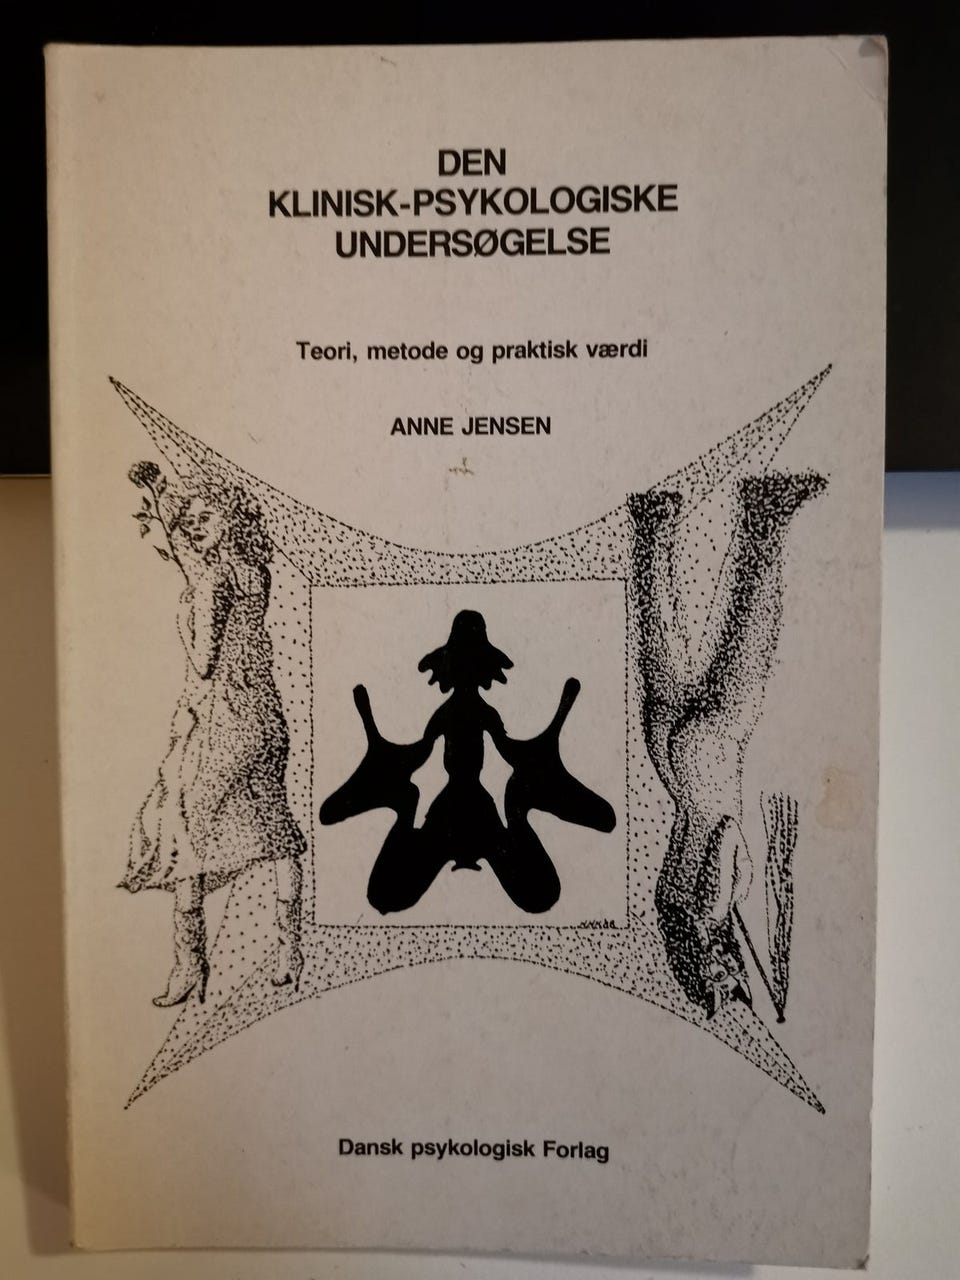 DEN
KLINISK-PSYKOLOGISKE
UNDERSØGELSE
Teori, metode og praktisk værdi
ANNE JENSEN
Dansk psykologisk Forlag